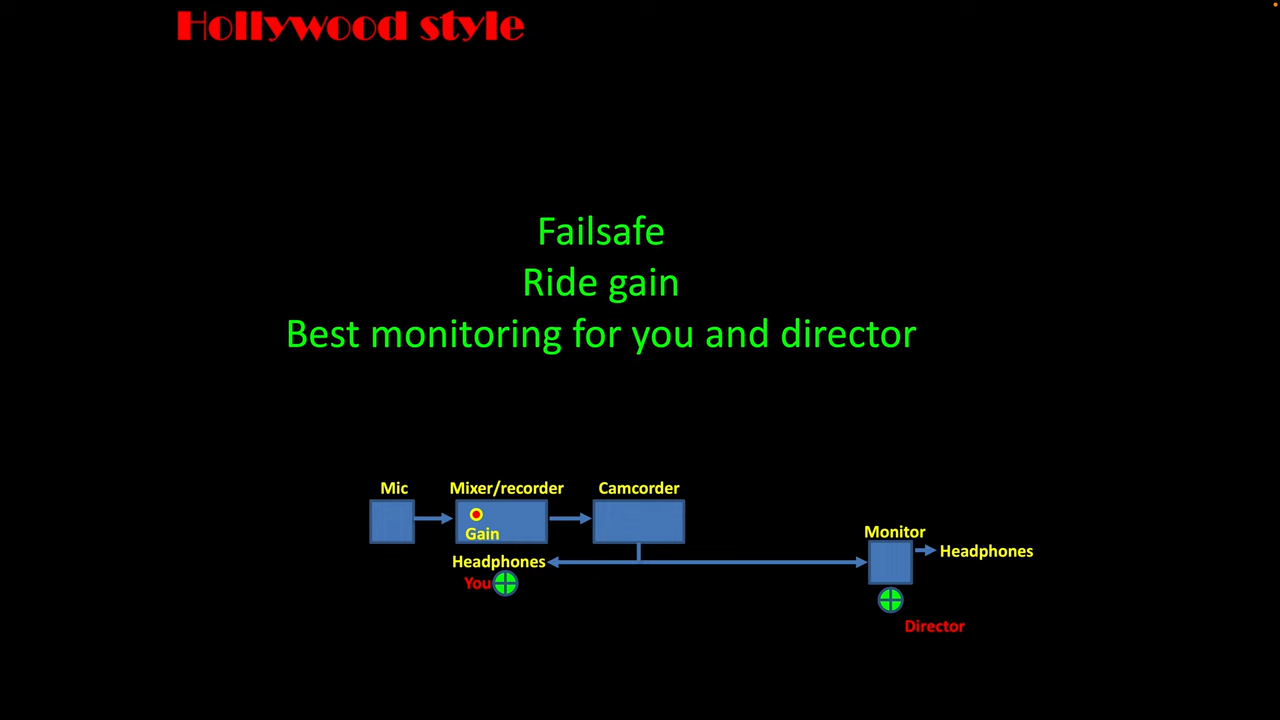 Hollywood style
Failsafe
Ride gain
Best monitoring for you and director
Mic
Mixer/recorder
Camcorder
Gain
Monitor
Headphones
Headphones
You
Director